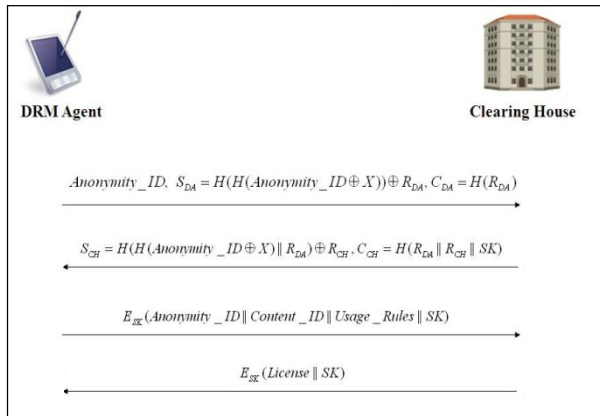 DRM Agent
Clearing House
Anonymity_ID, S_DA = H(H(Anonymity_ID⊕X))⊕R_DA, C_DA = H(R_DA)
S_CH = H(H(Anonymity_ID⊕X)||R_DA)⊕R_CH, C_CH = H(R_DA||R_CH||SK)
E_SK(Anonymity_ID||Content_ID||Usage_Rules||SK)
E_SK(License||SK)